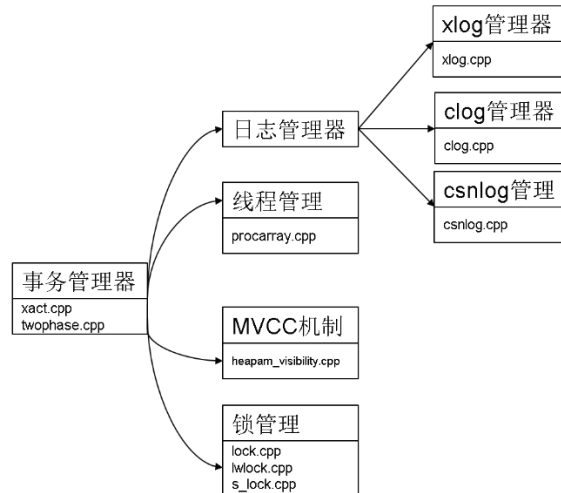 事务管理器
xact.cpp
twophase.cpp
日志管理器
线程管理
procarray.cpp
MVCC机制
heapam_visibility.cpp
锁管理
lock.cpp
lwlock.cpp
s_lock.cpp
xlog管理器
xlog.cpp
clog管理器
clog.cpp
csnlog管理
csnlog.cpp